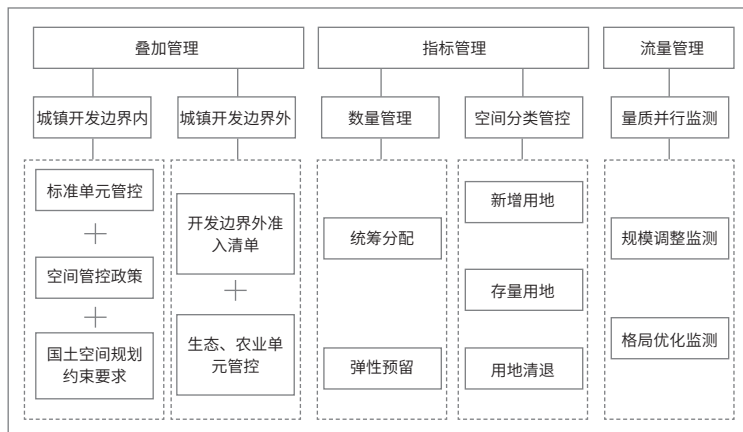 叠加管理
指标管理
流量管理
城镇开发边界内
城镇开发边界外
数量管理
空间分类管控
量质并行监测
标准单元管控
空间管控政策
国土空间规划
约束要求
开发边界外准
入清单
生态、农业单
元管控
统筹分配
弹性预留
新增用地
存量用地
用地清退
规模调整监测
格局优化监测